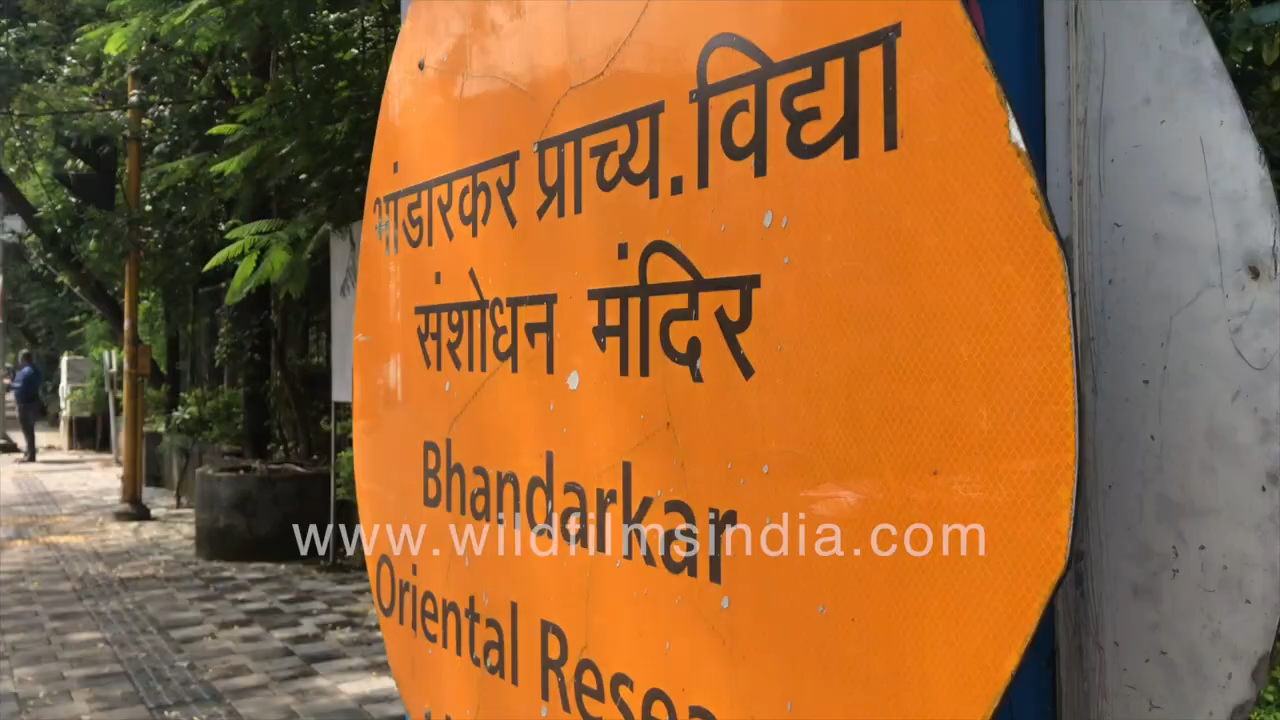 भांडारकर प्राच्य.विद्या
संशोधन मंदिर
Bhandarkar
www.wildfilmsindia.com
Oriental